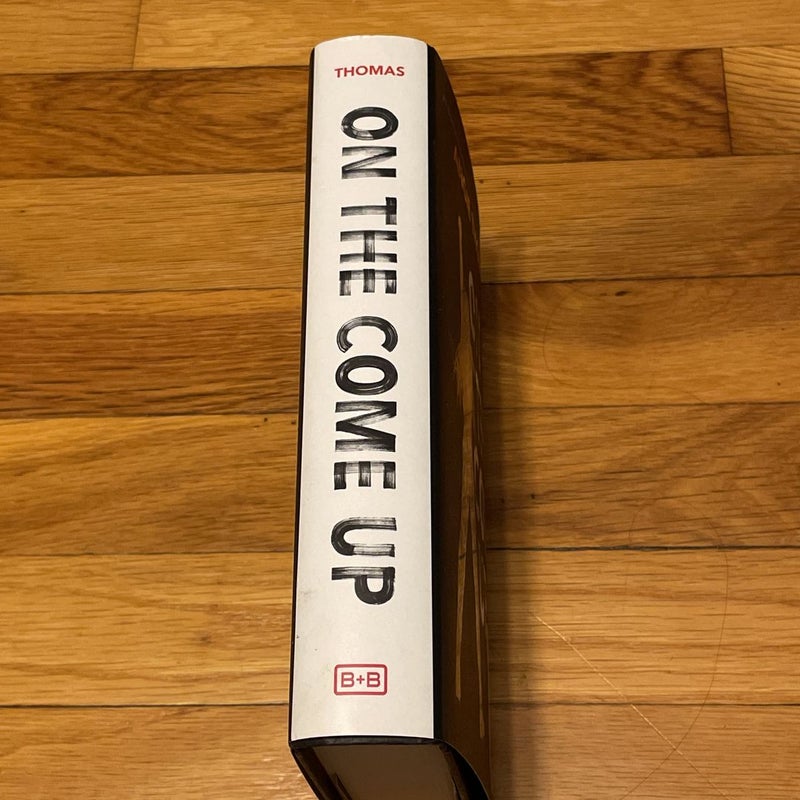 THOMAS
ON THE COME UP
B+B